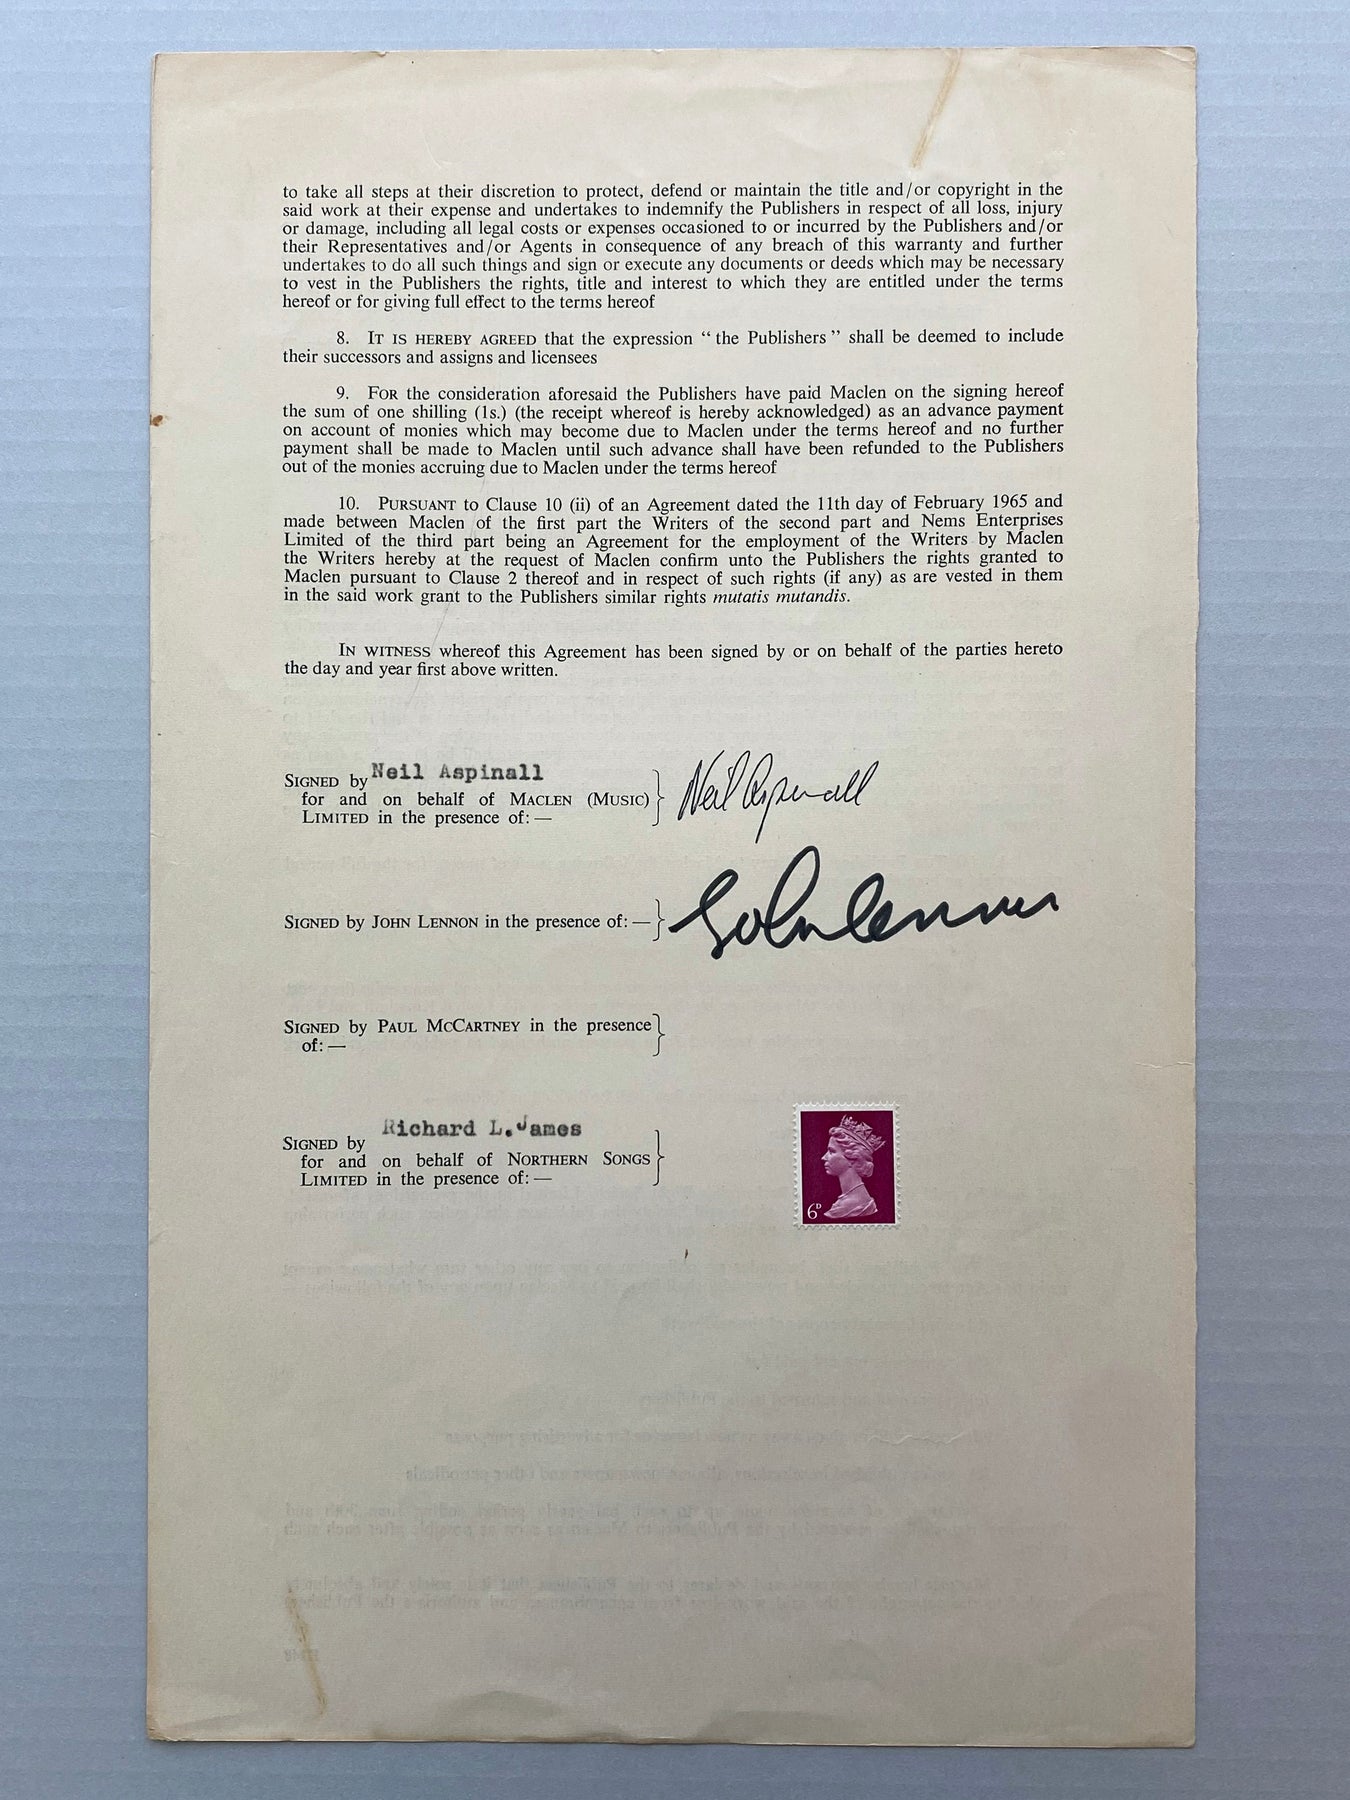 to take all steps at their discretion to protect, defend or maintain the title and/or copyright in the
said work at their expense and undertakes to indemnify the Publishers in respect of all loss, injury
or damage, including all legal costs or expenses occasioned to or incurred by the Publishers and/or
their Representatives and/or Agents in consequence of any breach of this warranty and further
undertakes to do all such things and sign or execute any documents or deeds which may be necessary
to vest in the Publishers the rights, title and interest to which they are entitled under the terms
hereof or for giving full effect to the terms hereof
8. IT IS HEREBY AGREED that the expression “ the Publishers ” shall be deemed to include
their successors and assigns and licensees
9. FOR the consideration aforesaid the Publishers have paid Maclen on the signing hereof
the sum of one shilling (1s.) (the receipt whereof is hereby acknowledged) as an advance payment
on account of monies which may become due to Maclen under the terms hereof and no further
payment shall be made to Maclen until such advance shall have been refunded to the Publishers
out of the monies accruing due to Maclen under the terms hereof
10. PURSUANT to Clause 10 (ii) of an Agreement dated the 11th day of February 1965 and
made between Maclen of the first part the Writers of the second part and Nems Enterprises
Limited of the third part being an Agreement for the employment of the Writers by Maclen
the Writers hereby at the request of Maclen confirm unto the Publishers the rights granted to
Maclen pursuant to Clause 2 thereof and in respect of such rights (if any) as are vested in them
in the said work grant to the Publishers similar rights mutatis mutandis.
IN WITNESS whereof this Agreement has been signed by or on behalf of the parties hereto
the day and year first above written.
SIGNED by Neil Aspinall
for and on behalf of MACLEN (MUSIC)
LIMITED in the presence of: —
Neil Aspinall
SIGNED by JOHN LENNON in the presence of: —
John Lennon
SIGNED by PAUL MCCARTNEY in the presence
of: —
SIGNED by Richard L. James
for and on behalf of NORTHERN SONGS
LIMITED in the presence of: —
6D